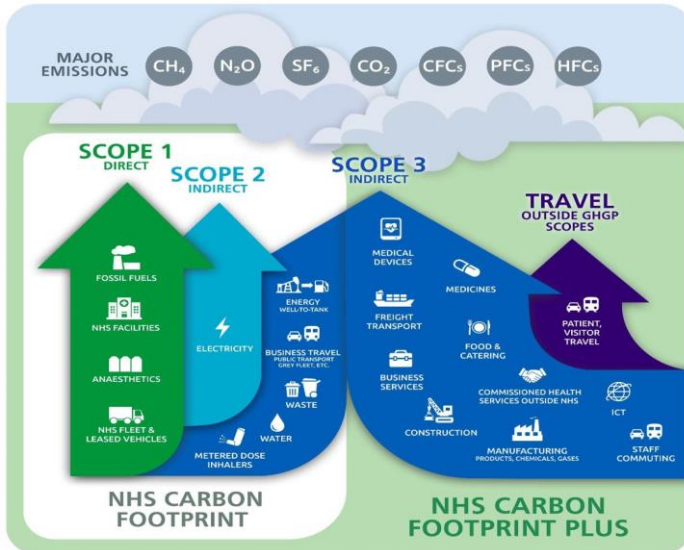 MAJOR
EMISSIONS
CH₄
N₂O
SF₆
CO₂
CFCs
PFCs
HFCs
SCOPE 1
DIRECT
SCOPE 2
INDIRECT
SCOPE 3
INDIRECT
TRAVEL
OUTSIDE GHGP
SCOPES
FOSSIL FUELS
NHS FACILITIES
ANAESTHETICS
NHS FLEET &
LEASED VEHICLES
ELECTRICITY
ENERGY
WELL-TO-TANK
BUSINESS TRAVEL
PUBLIC TRANSPORT
GREY FLEET, ETC.
WASTE
WATER
METERED DOSE
INHALERS
MEDICAL
DEVICES
MEDICINES
FREIGHT
TRANSPORT
FOOD &
CATERING
BUSINESS
SERVICES
COMMISSIONED HEALTH
SERVICES OUTSIDE NHS
CONSTRUCTION
MANUFACTURING
PRODUCTS, CHEMICALS, GASES
ICT
STAFF
COMMUTING
PATIENT,
VISITOR
TRAVEL
NHS CARBON
FOOTPRINT
NHS CARBON
FOOTPRINT PLUS